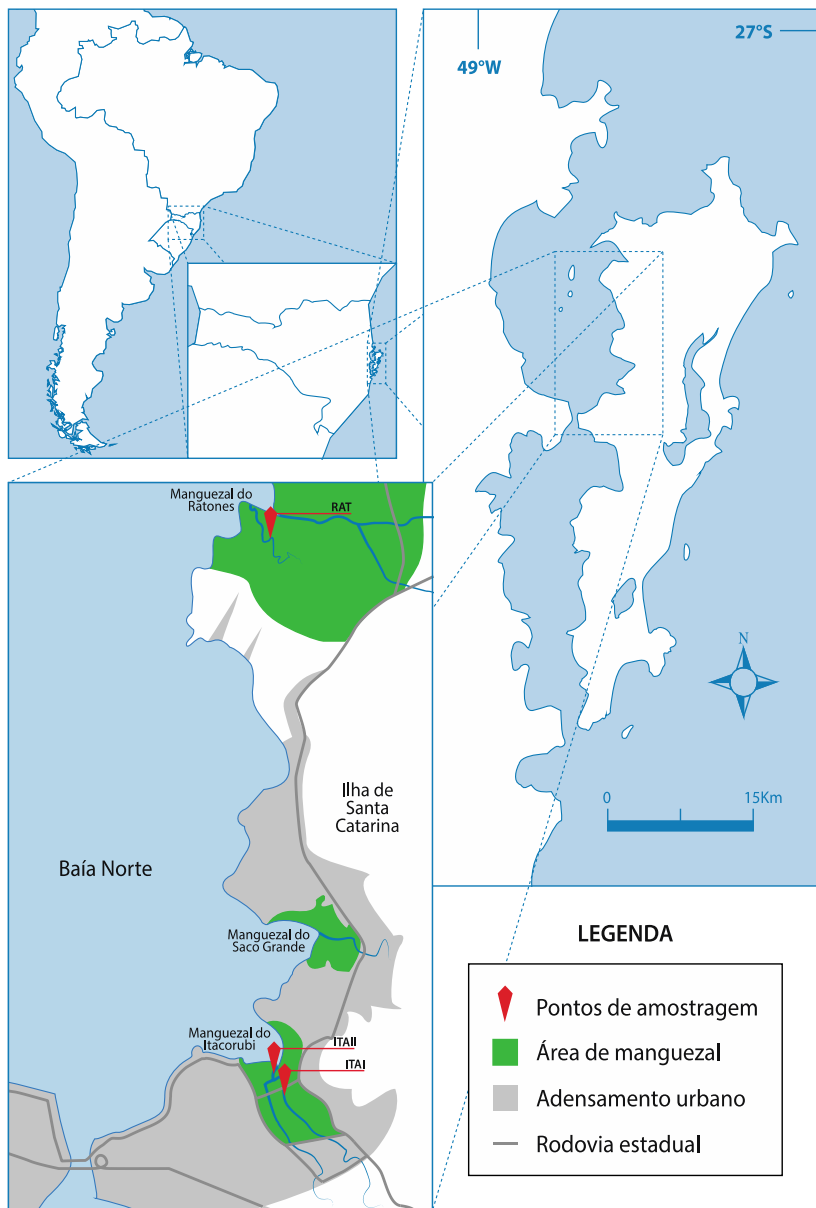 27°S
49°W
Manguezal do
Ratones
RAT
Ilha de
Santa
Catarina
Baía Norte
Manguezal do
Saco Grande
Manguezal do
Itacorubi
ITAII
ITAI
N
0
15Km
LEGENDA
Pontos de amostragem
Área de manguezal
Adensamento urbano
Rodovia estadual